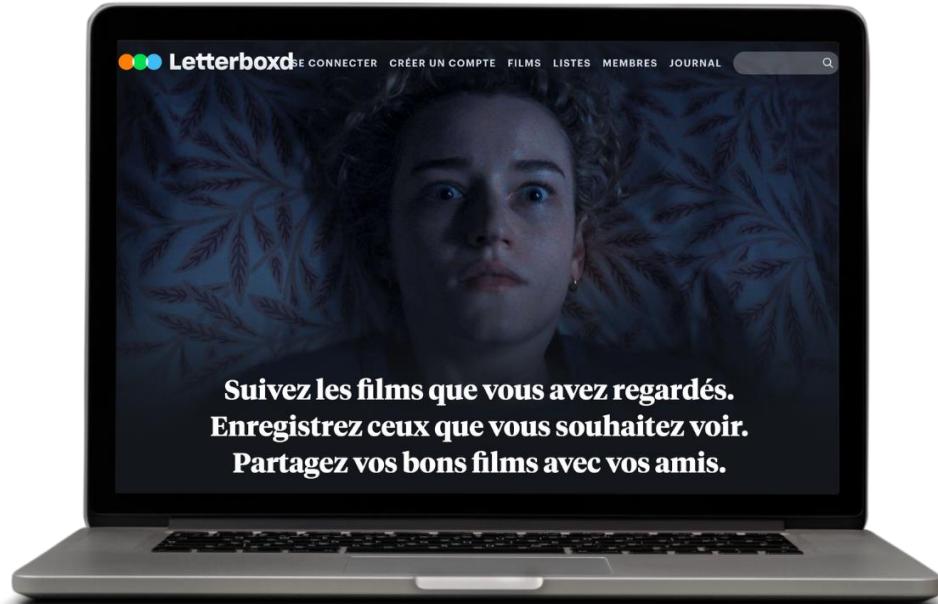 Letterboxd SE CONNECTER CRÉER UN COMPTE FILMS LISTES MEMBRES JOURNAL
Suivez les films que vous avez regardés.
Enregistrez ceux que vous souhaitez voir.
Partagez vos bons films avec vos amis.